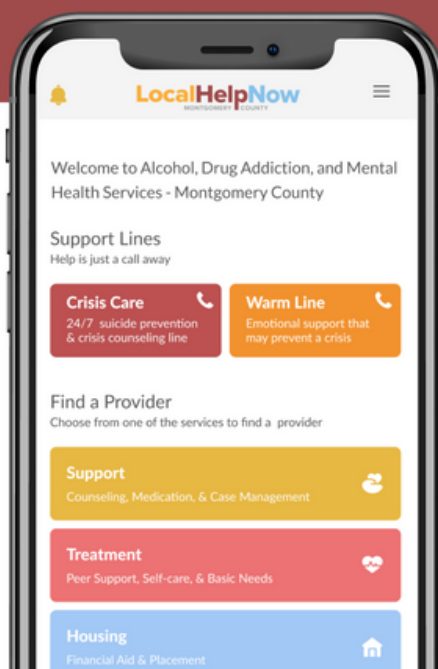 LocalHelpNow
MONTGOMERY COUNTY
Welcome to Alcohol, Drug Addiction, and Mental
Health Services - Montgomery County
Support Lines
Help is just a call away
Crisis Care
24/7 suicide prevention
& crisis counseling line
Warm Line
Emotional support that
may prevent a crisis
Find a Provider
Choose from one of the services to find a provider
Support
Counseling, Medication, & Case Management
Treatment
Peer Support, Self-care, & Basic Needs
Housing
Financial Aid & Placement